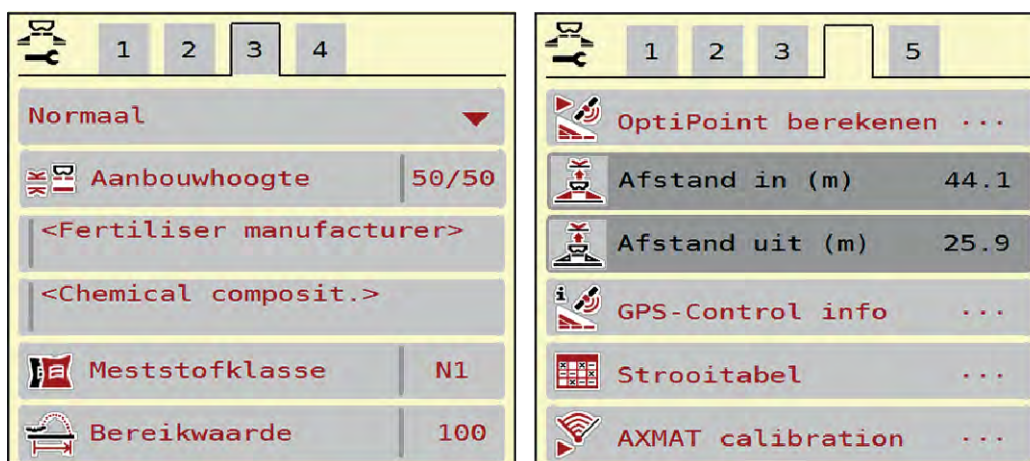 1 2 3 4
Normaal
Aanbouwhoogte 50/50
<Fertiliser manufacturer>
<Chemical composit.>
Meststofklasse N1
Bereikwaarde 100
1 2 3 5
OptiPoint berekenen ...
Afstand in (m) 44.1
Afstand uit (m) 25.9
GPS-Control info ...
Strooitabel ...
AXMAT calibration ...